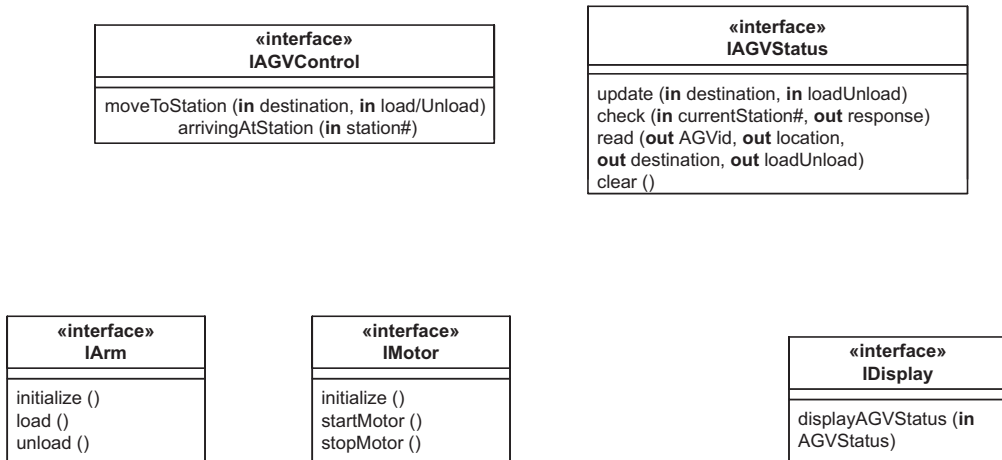 «interface»
IAGVControl
moveToStation (in destination, in load/Unload)
arrivingAtStation (in station#)
«interface»
IAGVStatus
update (in destination, in loadUnload)
check (in currentStation#, out response)
read (out AGVid, out location,
out destination, out loadUnload)
clear ()
«interface»
IArm
initialize ()
load ()
unload ()
«interface»
IMotor
initialize ()
startMotor ()
stopMotor ()
«interface»
IDisplay
displayAGVStatus (in
AGVStatus)